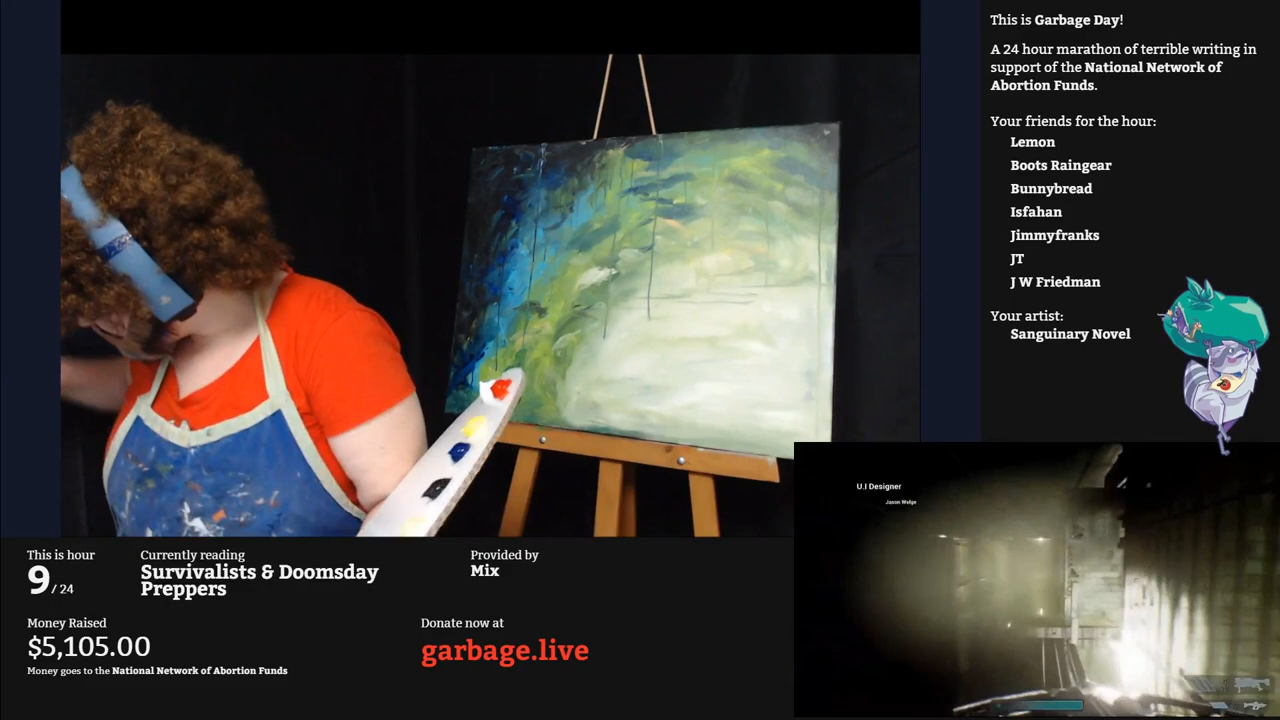 This is Garbage Day!
A 24 hour marathon of terrible writing in
support of the National Network of
Abortion Funds.
Your friends for the hour:
Lemon
Boots Raingear
Bunnybread
Isfahan
Jimmyfranks
JT
J W Friedman
Your artist:
Sanguinary Novel
U.I Designer
Jason Welge
This is hour
9 / 24
Currently reading
Survivalists & Doomsday
Preppers
Provided by
Mix
Money Raised
$5,105.00
Money goes to the National Network of Abortion Funds
Donate now at
garbage.live